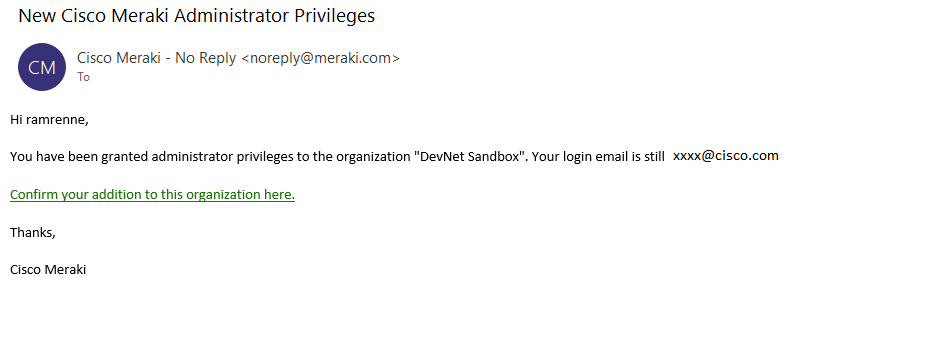 New Cisco Meraki Administrator Privileges
CM
Cisco Meraki - No Reply <noreply@meraki.com>
To
Hi ramrenne,
You have been granted administrator privileges to the organization "DevNet Sandbox". Your login email is still xxxx@cisco.com
Confirm your addition to this organization here.
Thanks,
Cisco Meraki